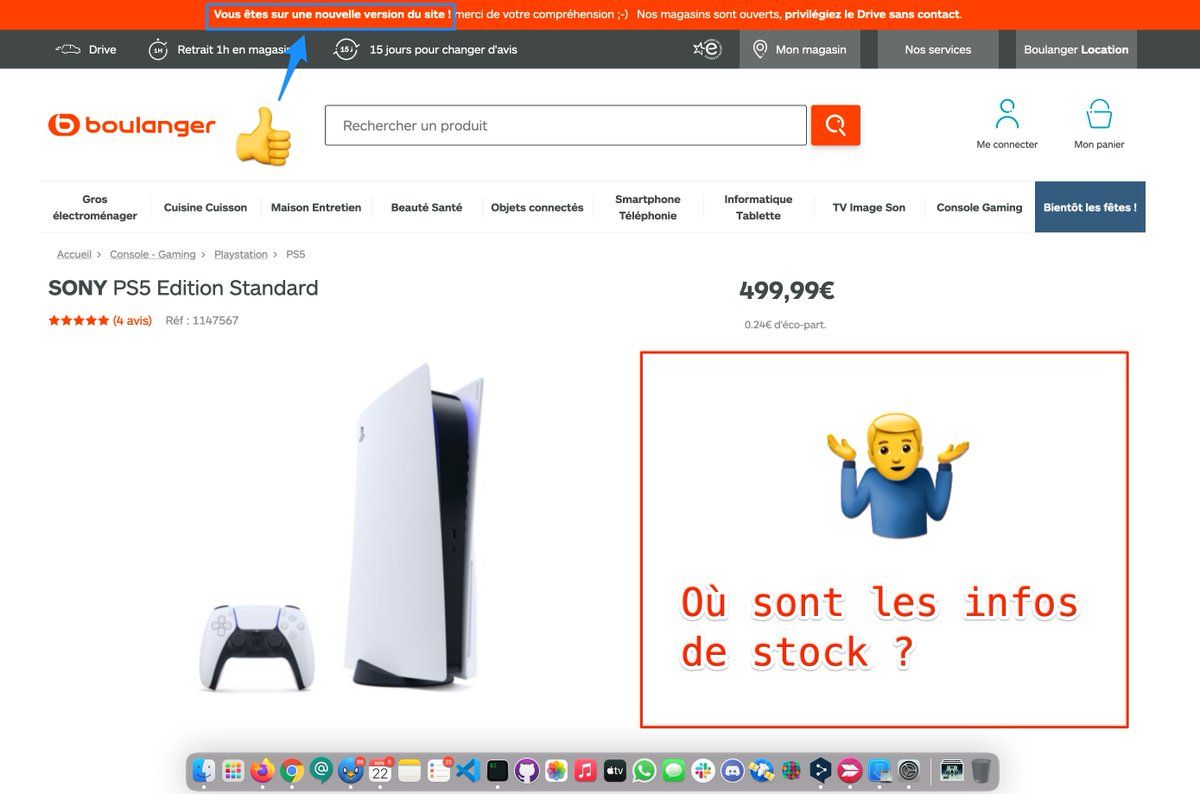 Vous êtes sur une nouvelle version du site ! merci de votre compréhension ;-) Nos magasins sont ouverts, privilégiez le Drive sans contact.
Drive
1H
Retrait 1h en magasin
15J
15 jours pour changer d'avis
Mon magasin
Nos services
Boulanger Location
boulanger
Rechercher un produit
Me connecter
Mon panier
Gros électroménager
Cuisine Cuisson
Maison Entretien
Beauté Santé
Objets connectés
Smartphone Téléphonie
Informatique Tablette
TV Image Son
Console Gaming
Bientôt les fêtes !
Accueil > Console - Gaming > Playstation > PS5
SONY PS5 Edition Standard
499,99€
(4 avis) Réf : 1147567
0.24€ d'éco-part.
Où sont les infos
de stock ?
22
tv